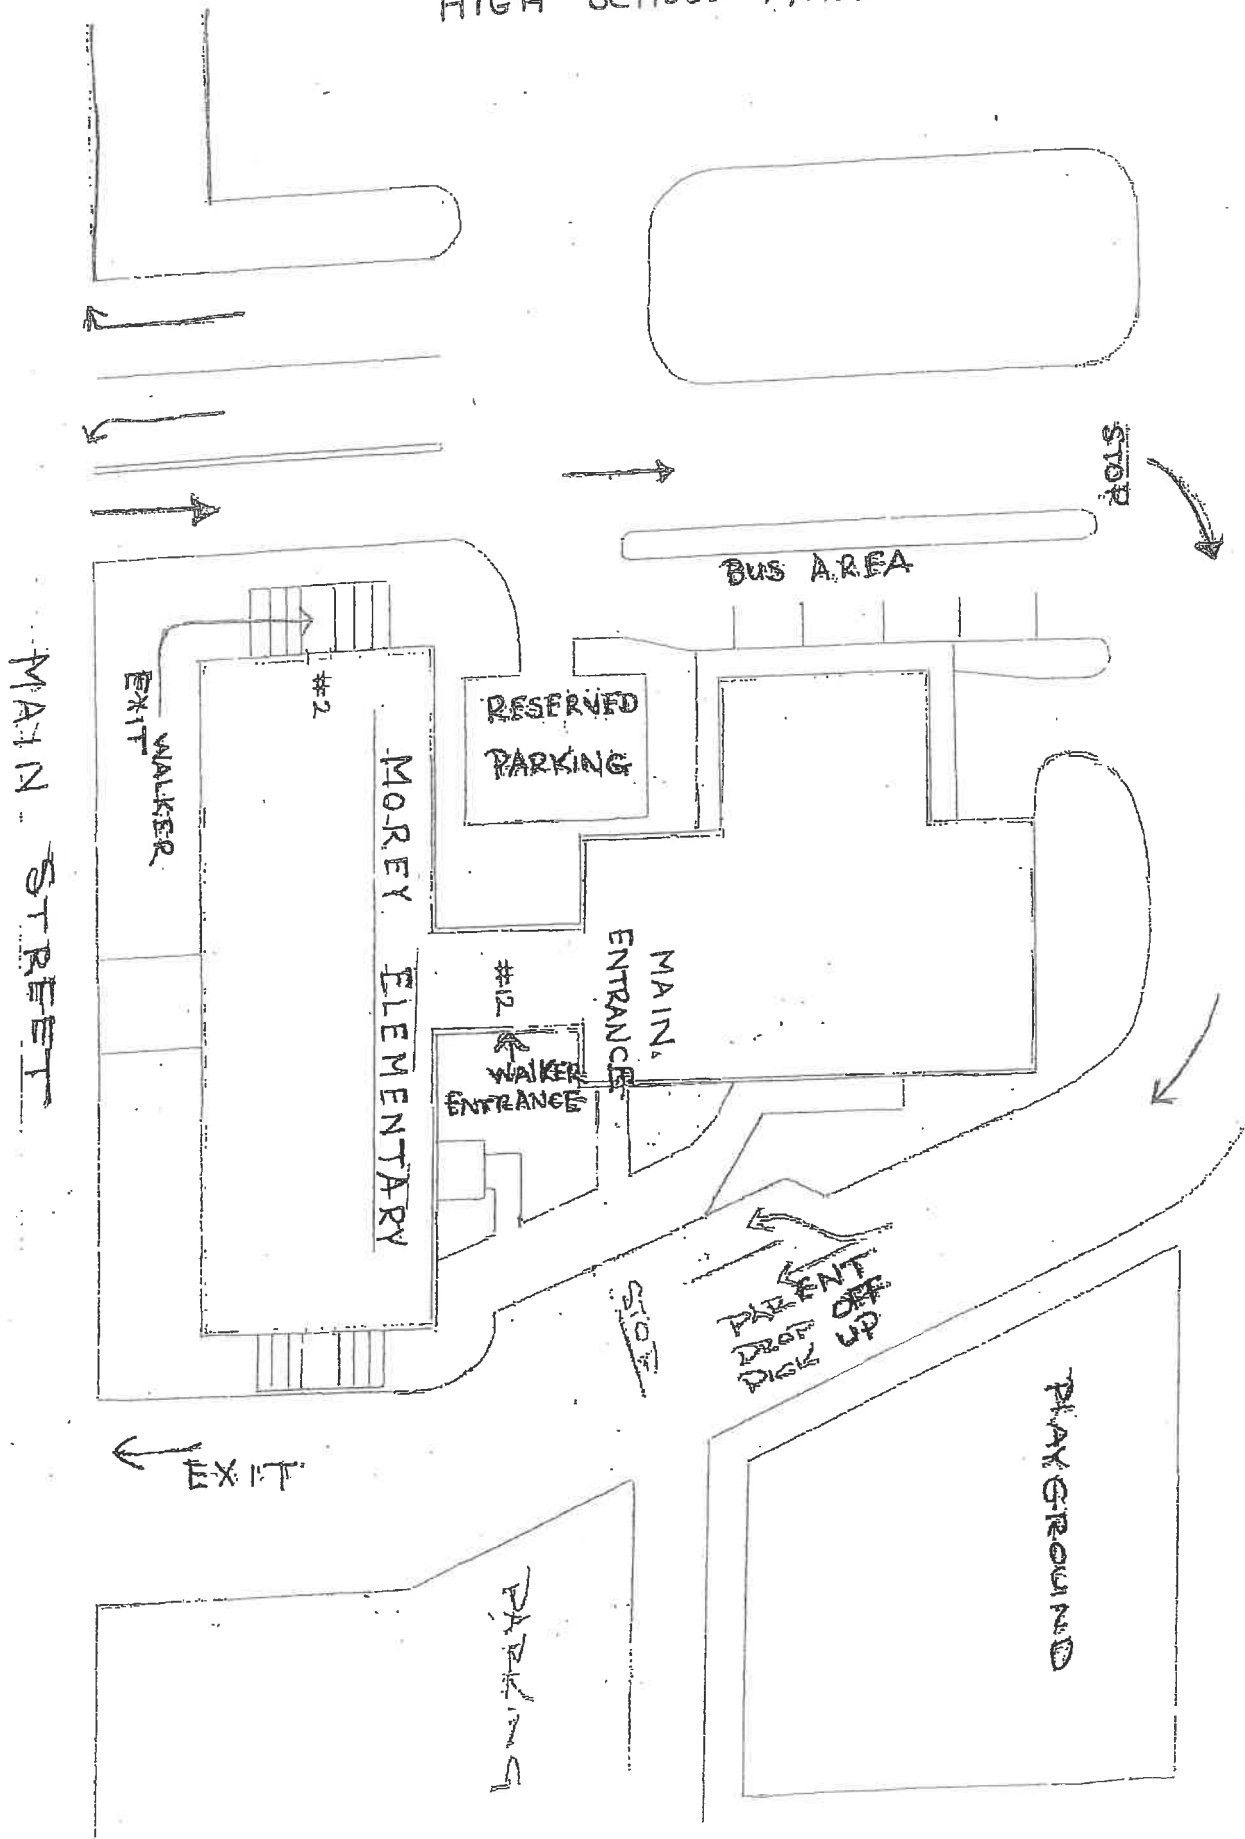 HIGH SCHOOL
STOP
BUS AREA
#2
WALKER
EXIT
RESERVED
PARKING
MOREY ELEMENTARY
MAIN STREET
MAIN
ENTRANCE
#12
WALKER
ENTRANCE
STOP
PARENT
DROP OFF
PICK UP
PLAYGROUND
EXIT
PARKING